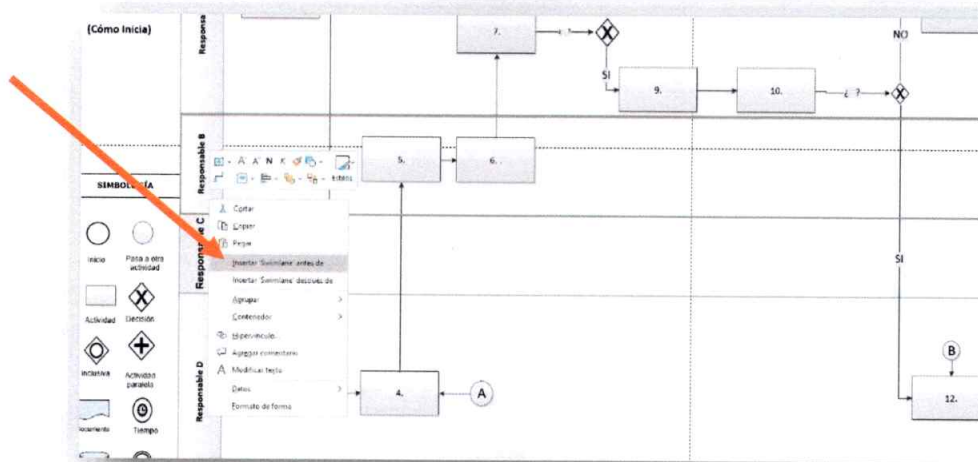 (Cómo Inicia)
Responsa
7.
¿ ?
NO
SI
9.
10.
¿ ?
Responsable B
A A N K
Estilos
5.
6.
SIMBOLOGÍA
Cortar
Copiar
Pegar
Insertar 'Swimlane' antes de
Insertar 'Swimlane' después de
Agrupar
Contenedor
Hipervínculo...
Agregar comentario
Modificar texto
Datos
Formato de forma
Responsable C
Inicio
Pasa a otra
actividad
SI
Actividad
Decisión
Inclusiva
Actividad
paralela
Responsable D
4.
A
B
12.
Documento
Tiempo